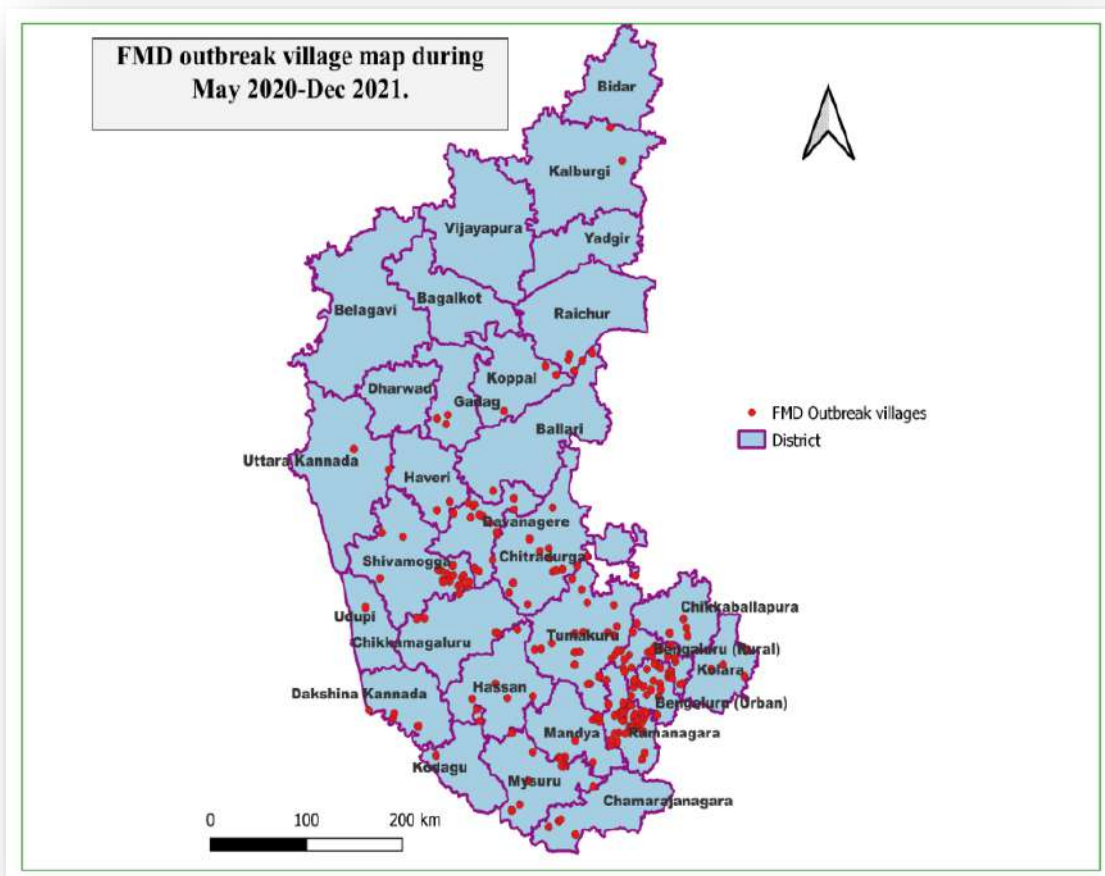 FMD outbreak village map during
May 2020-Dec 2021.
Bidar
Kalburgi
Vijayapura
Yadgir
Bagalkot
Belagavi
Raichur
Koppal
Dharwad
Gadag
Ballari
FMD Outbreak villages
District
Uttara Kannada
Haveri
Davanagere
Shivamogga
Chitradurga
Chikkaballapura
Udupi
Tumakuru
Chikkamagaluru
Bengaluru (Rural)
Kolara
Hassan
Dakshina Kannada
Bengaluru (Urban)
Mandya
Ramanagara
Kodagu
Mysuru
Chamarajanagara
0 100 200 km